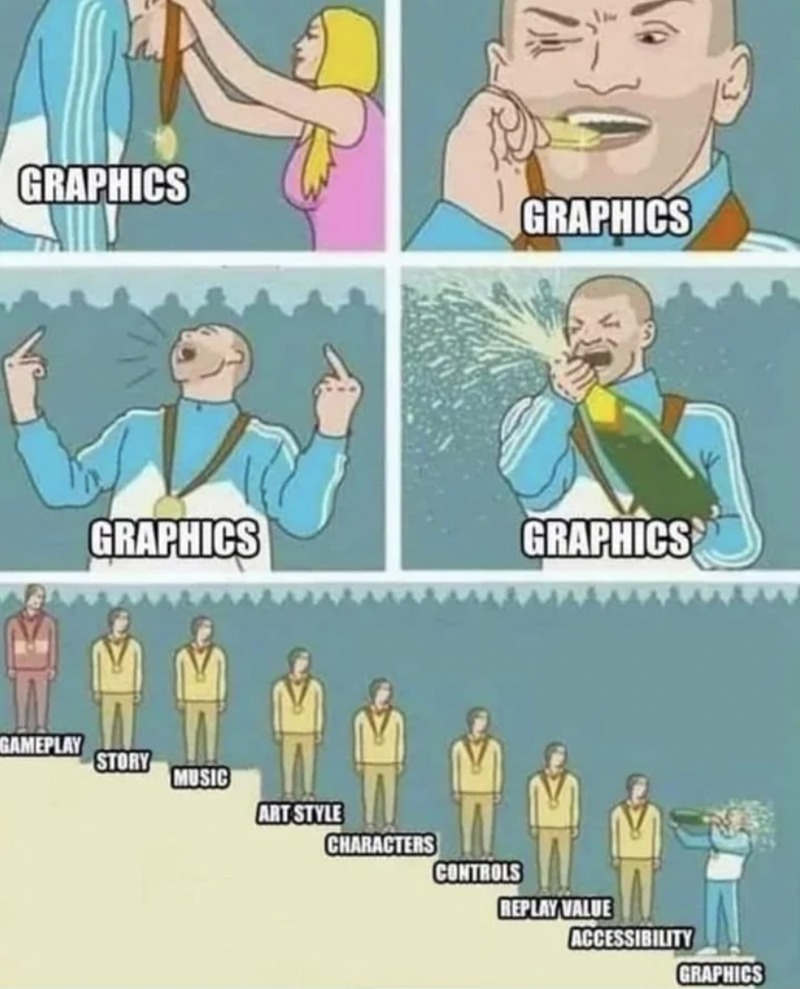 GRAPHICS
GRAPHICS
GRAPHICS
GRAPHICS
GAMEPLAY
STORY
MUSIC
ART STYLE
CHARACTERS
CONTROLS
REPLAY VALUE
ACCESSIBILITY
GRAPHICS